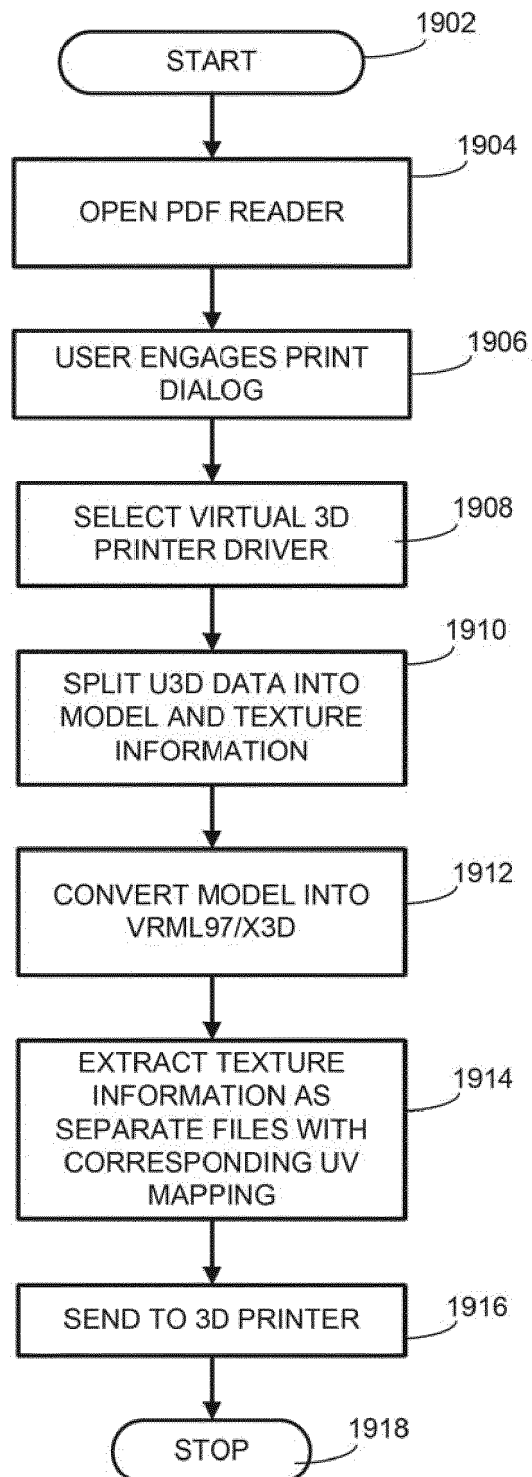 1902
START
1904
OPEN PDF READER
1906
USER ENGAGES PRINT
DIALOG
1908
SELECT VIRTUAL 3D
PRINTER DRIVER
1910
SPLIT U3D DATA INTO
MODEL AND TEXTURE
INFORMATION
1912
CONVERT MODEL INTO
VRML97/X3D
1914
EXTRACT TEXTURE
INFORMATION AS
SEPARATE FILES WITH
CORRESPONDING UV
MAPPING
1916
SEND TO 3D PRINTER
1918
STOP